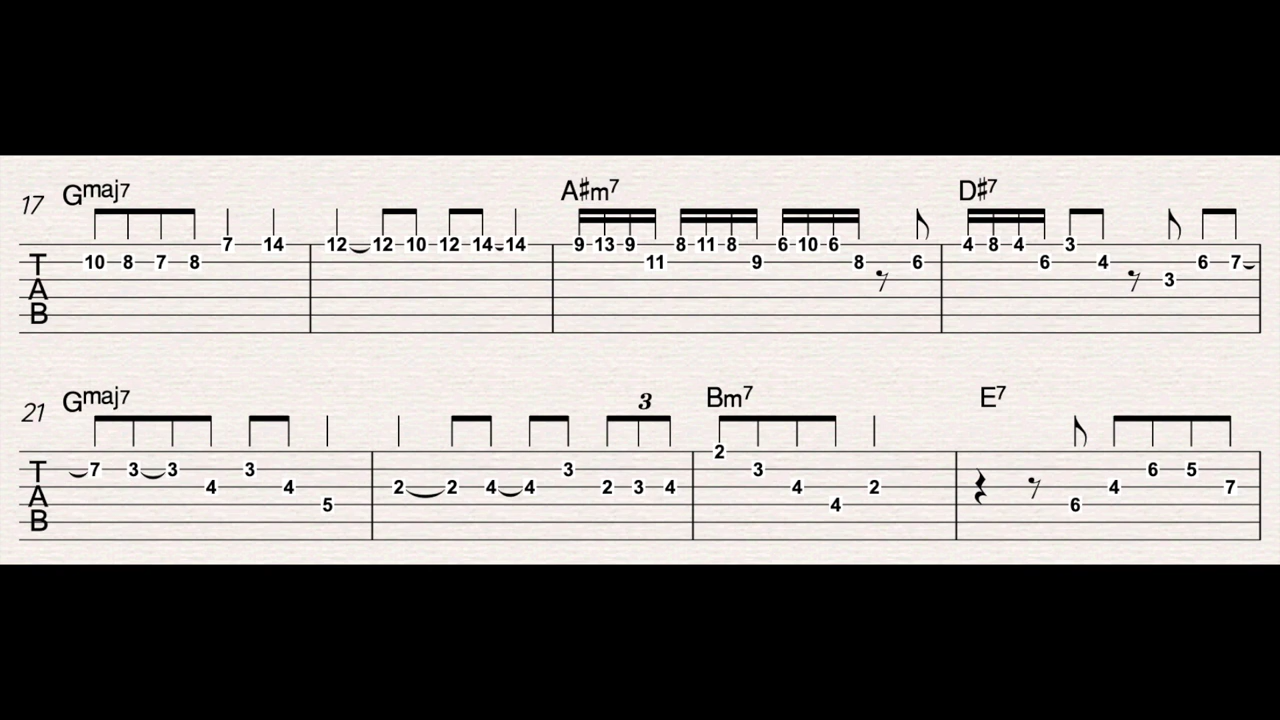 17 Gmaj7 A♯m7 D♯7
7 14 12 12 10 12 14 14 9 13 9 8 11 8 6 10 6 4 8 4 3
T 10 8 7 8 11 9 8 6 6 4 6 7
A 3
B
21 Gmaj7 Bm7 E7
3
2
T 7 3 3 3 3 3 6 5
A 4 4 2 2 4 4 2 3 4 4 2 4 7
5 4 6
B